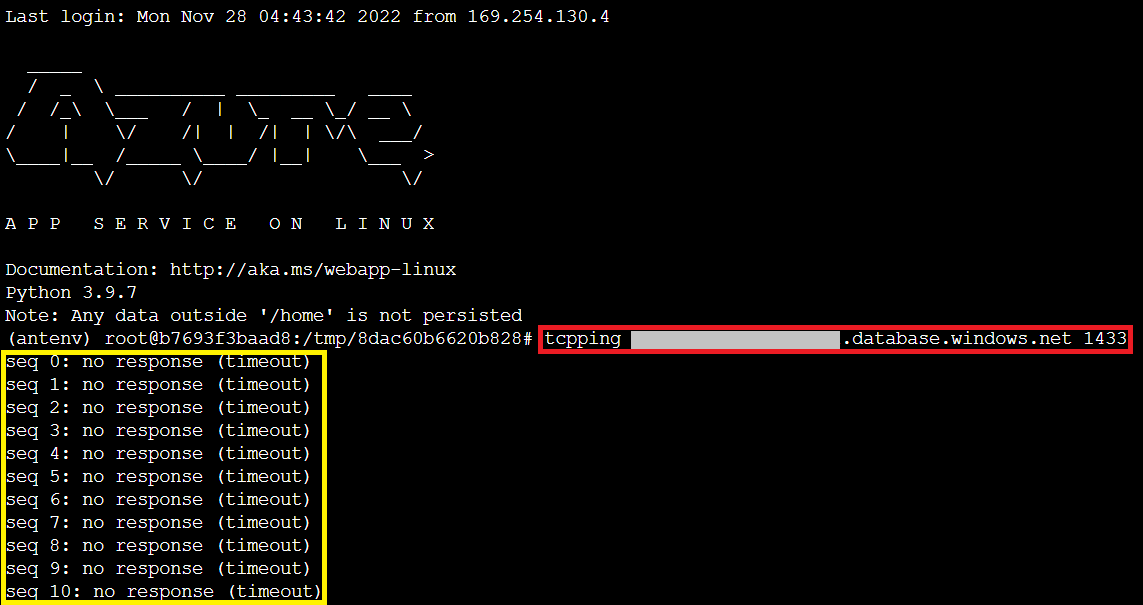 Last login: Mon Nov 28 04:43:42 2022 from 169.254.130.4
A P P   S E R V I C E   O N   L I N U X
Documentation: http://aka.ms/webapp-linux
Python 3.9.7
Note: Any data outside '/home' is not persisted
(antenv) root@b7693f3baad8:/tmp/8dac60b6620b828# tcpping .database.windows.net 1433
seq 0: no response (timeout)
seq 1: no response (timeout)
seq 2: no response (timeout)
seq 3: no response (timeout)
seq 4: no response (timeout)
seq 5: no response (timeout)
seq 6: no response (timeout)
seq 7: no response (timeout)
seq 8: no response (timeout)
seq 9: no response (timeout)
seq 10: no response (timeout)